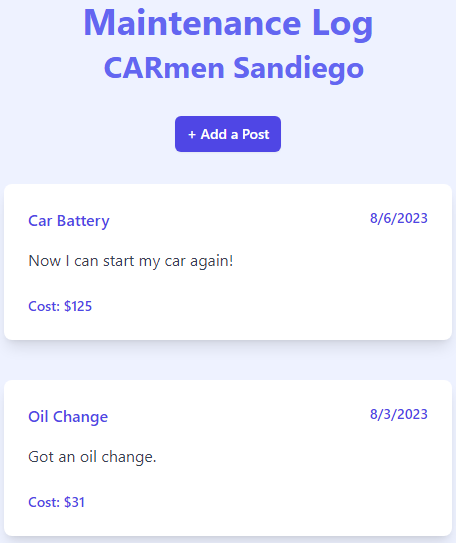 Maintenance Log
CARmen Sandiego
+ Add a Post
Car Battery 8/6/2023
Now I can start my car again!
Cost: $125
Oil Change 8/3/2023
Got an oil change.
Cost: $31